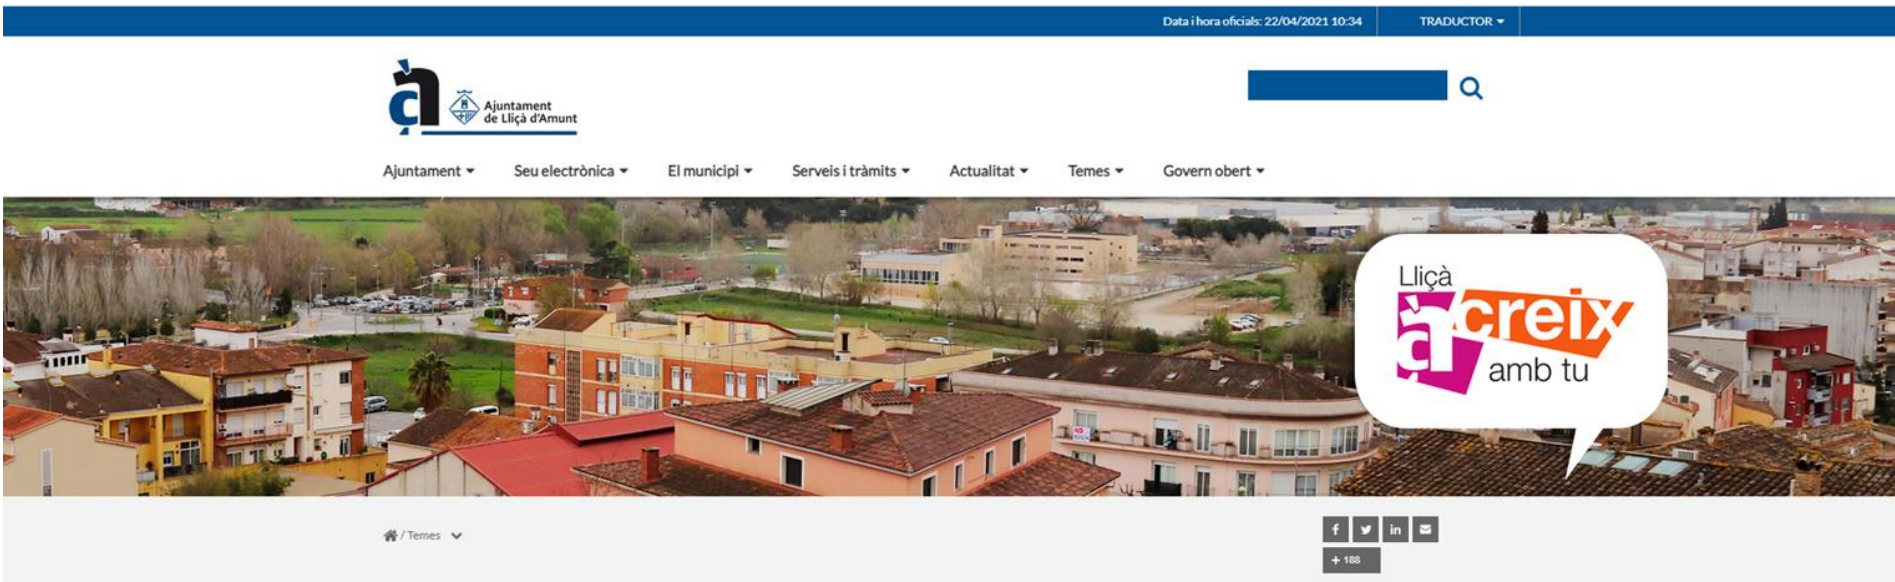 Data i hora oficials: 22/04/2021 10:34
TRADUCTOR
Ajuntament
de Lliçà d'Amunt
Ajuntament
Seu electrònica
El municipi
Serveis i tràmits
Actualitat
Temes
Govern obert
Lliçà
creix
amb tu
/ Temes
+ 188